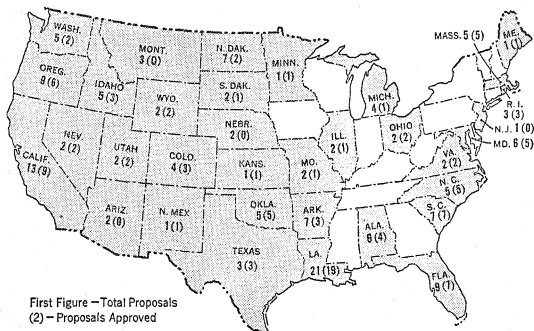 WASH.
5 (2)
MONT.
3 (0)
N. DAK.
7 (2)
MINN.
1 (1)
MASS. 5 (5)
ME.
1 (1)
OREG.
9 (6)
IDAHO
5 (3)
WYO.
2 (2)
S. DAK.
2 (1)
MICH.
4 (1)
R. I.
3 (3)
N.J. 1 (0)
MD. 6 (5)
NEV.
2 (2)
UTAH
2 (2)
COLO.
4 (3)
NEBR.
2 (0)
KANS.
1 (1)
ILL.
2 (1)
OHIO
2 (2)
MO.
2 (1)
VA.
2 (2)
CALIF.
13 (9)
ARIZ.
2 (0)
N. MEX
1 (1)
OKLA.
5 (5)
ARK.
7 (3)
N. C.
5 (5)
S. C.
7 (7)
ALA.
6 (4)
TEXAS
3 (3)
LA.
21 (19)
FLA.
9 (7)
First Figure — Total Proposals
(2) — Proposals Approved